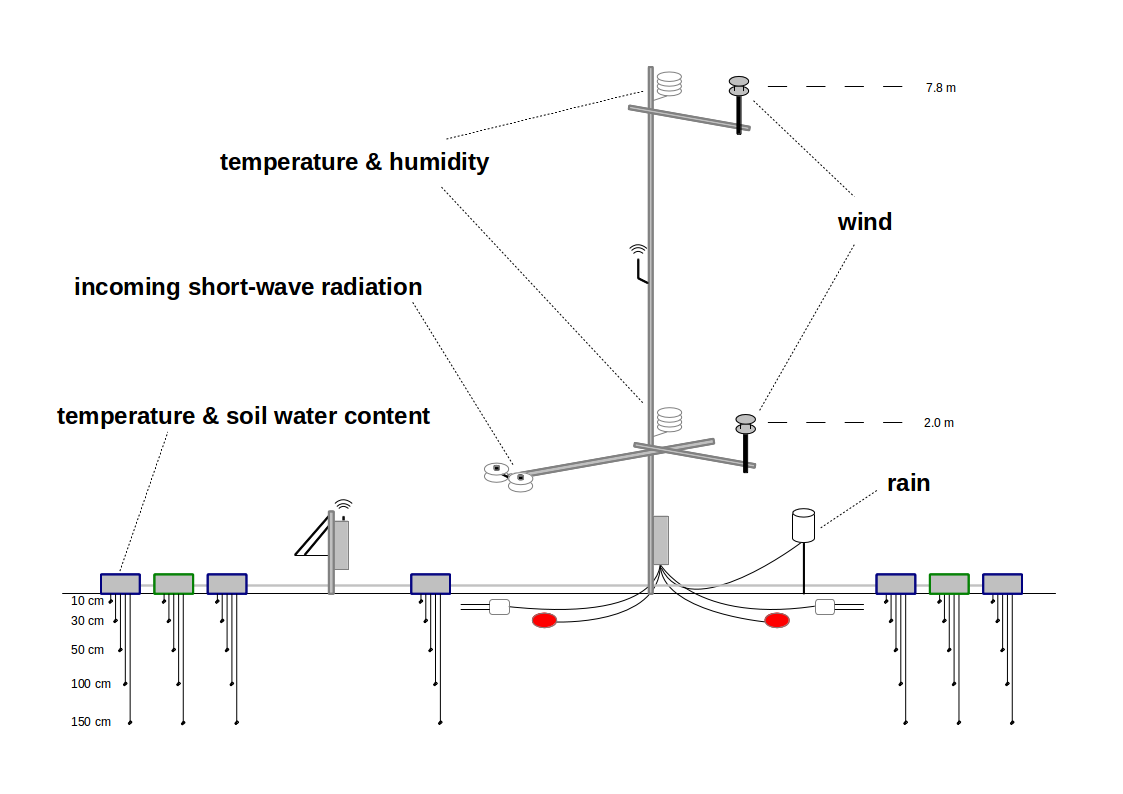 7.8 m
temperature & humidity
wind
incoming short-wave radiation
temperature & soil water content
2.0 m
rain
10 cm
30 cm
50 cm
100 cm
150 cm